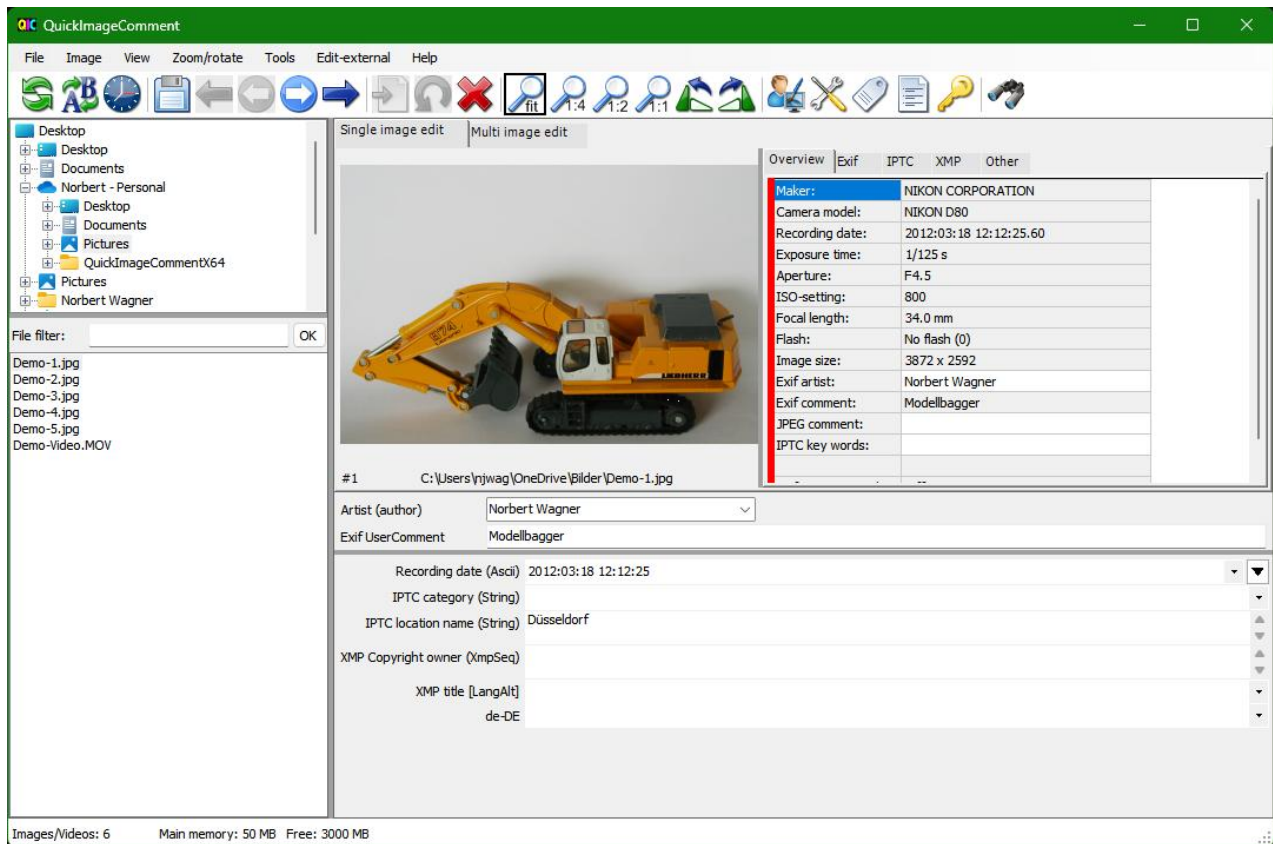 QuickImageComment
File Image View Zoom/rotate Tools Edit-external Help
fit 1:4 1:2 1:1
Desktop
Desktop
Documents
Norbert - Personal
Desktop
Documents
Pictures
QuickImageCommentX64
Pictures
Norbert Wagner
File filter: OK
Demo-1.jpg
Demo-2.jpg
Demo-3.jpg
Demo-4.jpg
Demo-5.jpg
Demo-Video.MOV
Single image edit Multi image edit
974
LIEBHERR
#1 C:\Users\njwag\OneDrive\Bilder\Demo-1.jpg
Overview Exif IPTC XMP Other
Maker: NIKON CORPORATION
Camera model: NIKON D80
Recording date: 2012:03:18 12:12:25.60
Exposure time: 1/125 s
Aperture: F4.5
ISO-setting: 800
Focal length: 34.0 mm
Flash: No flash (0)
Image size: 3872 x 2592
Exif artist: Norbert Wagner
Exif comment: Modellbagger
JPEG comment:
IPTC key words:
Artist (author) Norbert Wagner
Exif UserComment Modellbagger
Recording date (Ascii) 2012:03:18 12:12:25
IPTC category (String)
IPTC location name (String) Düsseldorf
XMP Copyright owner (XmpSeq)
XMP title [LangAlt]
de-DE
Images/Videos: 6 Main memory: 50 MB Free: 3000 MB